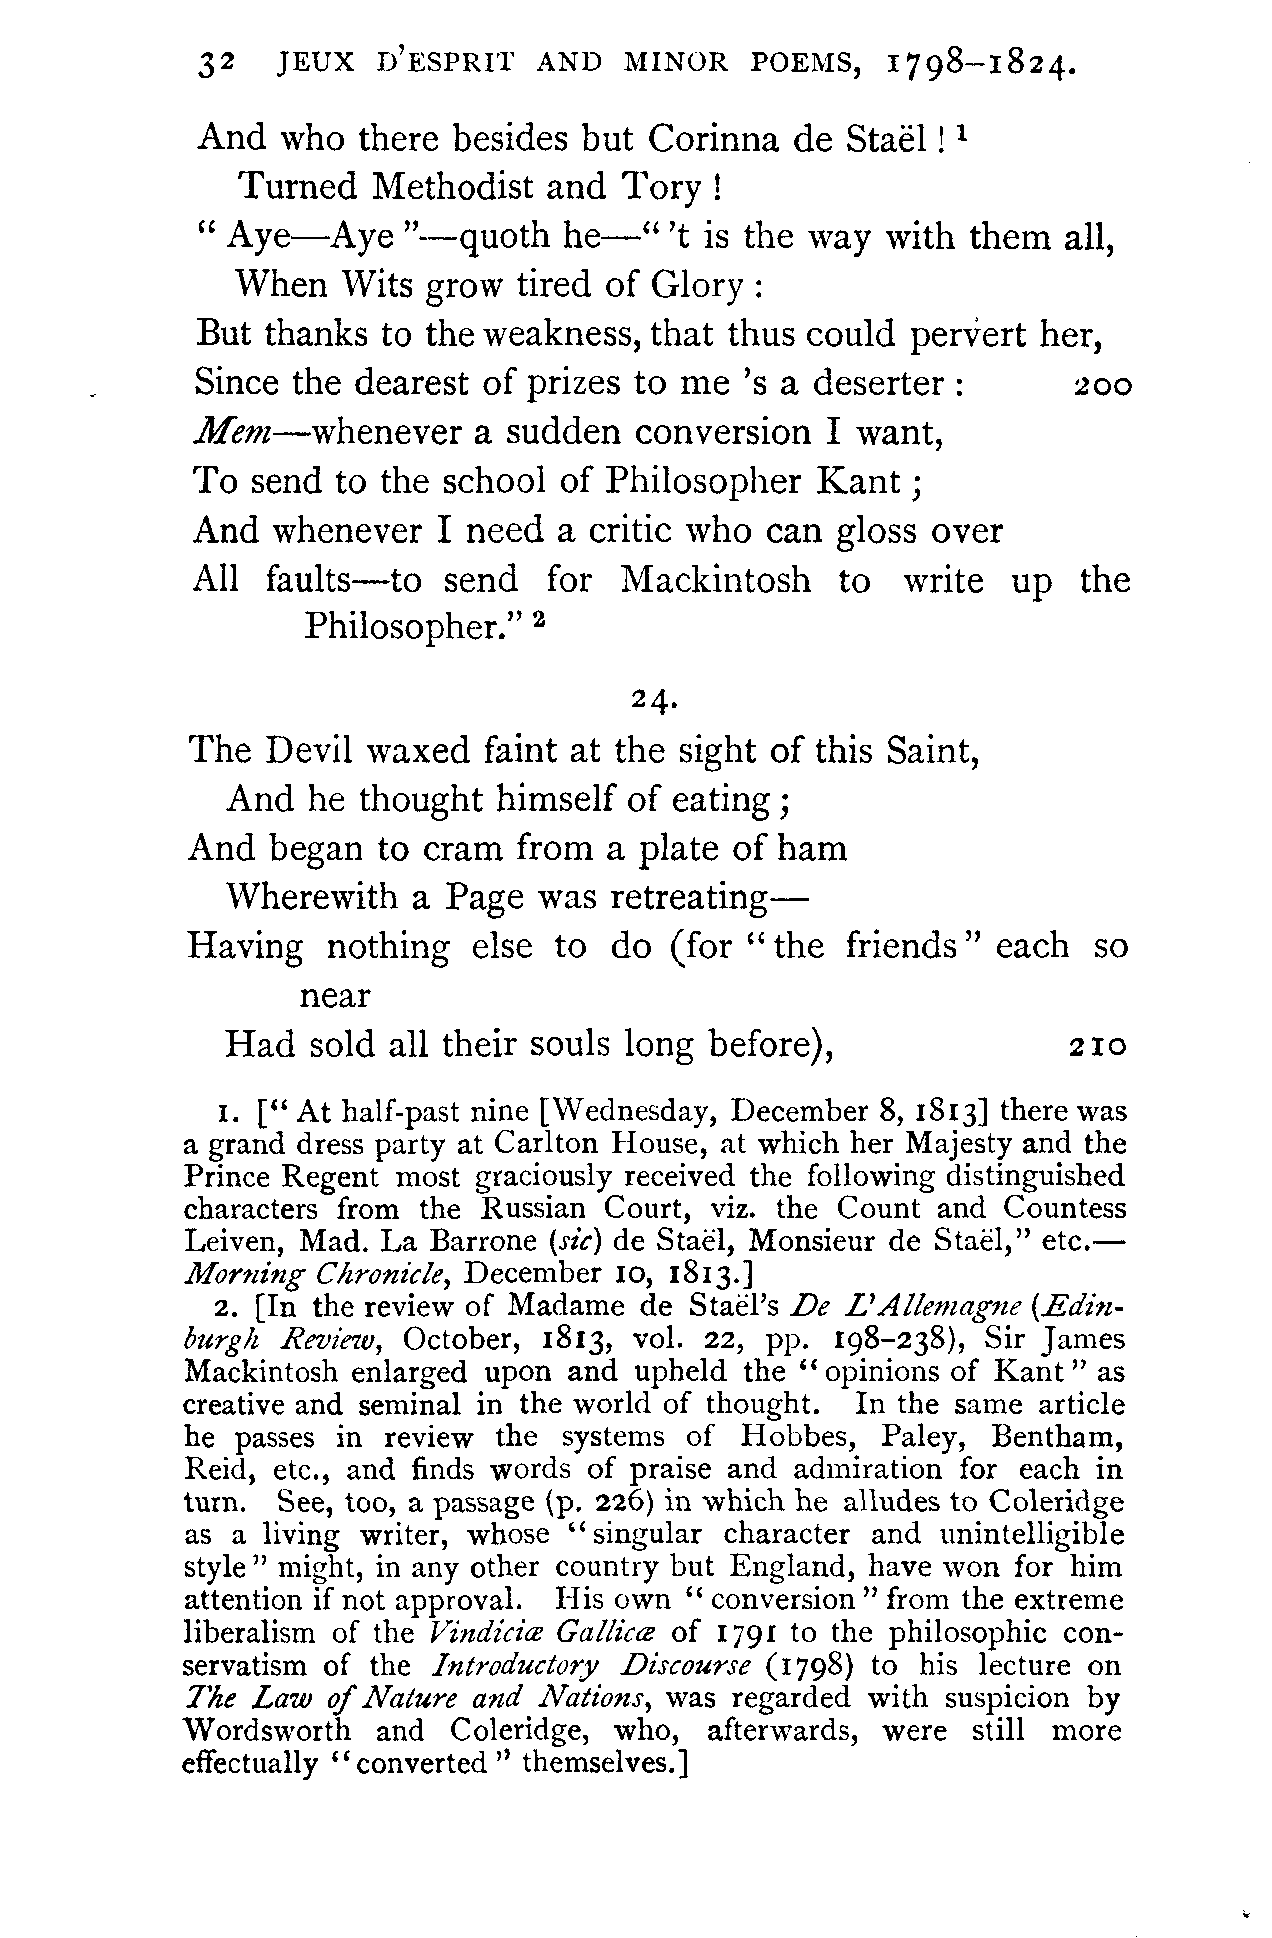 32 JEUX D'ESPRIT AND MINOR POEMS, 1798–1824.
And who there besides but Corinna de Staël ! ¹
Turned Methodist and Tory !
" Aye—Aye "—quoth he—" 't is the way with them all,
When Wits grow tired of Glory :
But thanks to the weakness, that thus could pervert her,
Since the dearest of prizes to me 's a deserter : 200
Mem—whenever a sudden conversion I want,
To send to the school of Philosopher Kant ;
And whenever I need a critic who can gloss over
All faults—to send for Mackintosh to write up the
Philosopher." ²
24.
The Devil waxed faint at the sight of this Saint,
And he thought himself of eating ;
And began to cram from a plate of ham
Wherewith a Page was retreating—
Having nothing else to do (for " the friends " each so
near
Had sold all their souls long before), 210
1. [" At half-past nine [Wednesday, December 8, 1813] there was
a grand dress party at Carlton House, at which her Majesty and the
Prince Regent most graciously received the following distinguished
characters from the Russian Court, viz. the Count and Countess
Leiven, Mad. La Barrone (sic) de Staël, Monsieur de Staël," etc.—
Morning Chronicle, December 10, 1813.]
2. [In the review of Madame de Staël's De L'Allemagne (Edin-
burgh Review, October, 1813, vol. 22, pp. 198–238), Sir James
Mackintosh enlarged upon and upheld the " opinions of Kant " as
creative and seminal in the world of thought. In the same article
he passes in review the systems of Hobbes, Paley, Bentham,
Reid, etc., and finds words of praise and admiration for each in
turn. See, too, a passage (p. 226) in which he alludes to Coleridge
as a living writer, whose " singular character and unintelligible
style " might, in any other country but England, have won for him
attention if not approval. His own " conversion " from the extreme
liberalism of the Vindiciæ Gallicæ of 1791 to the philosophic con-
servatism of the Introductory Discourse (1798) to his lecture on
The Law of Nature and Nations, was regarded with suspicion by
Wordsworth and Coleridge, who, afterwards, were still more
effectually " converted " themselves.]